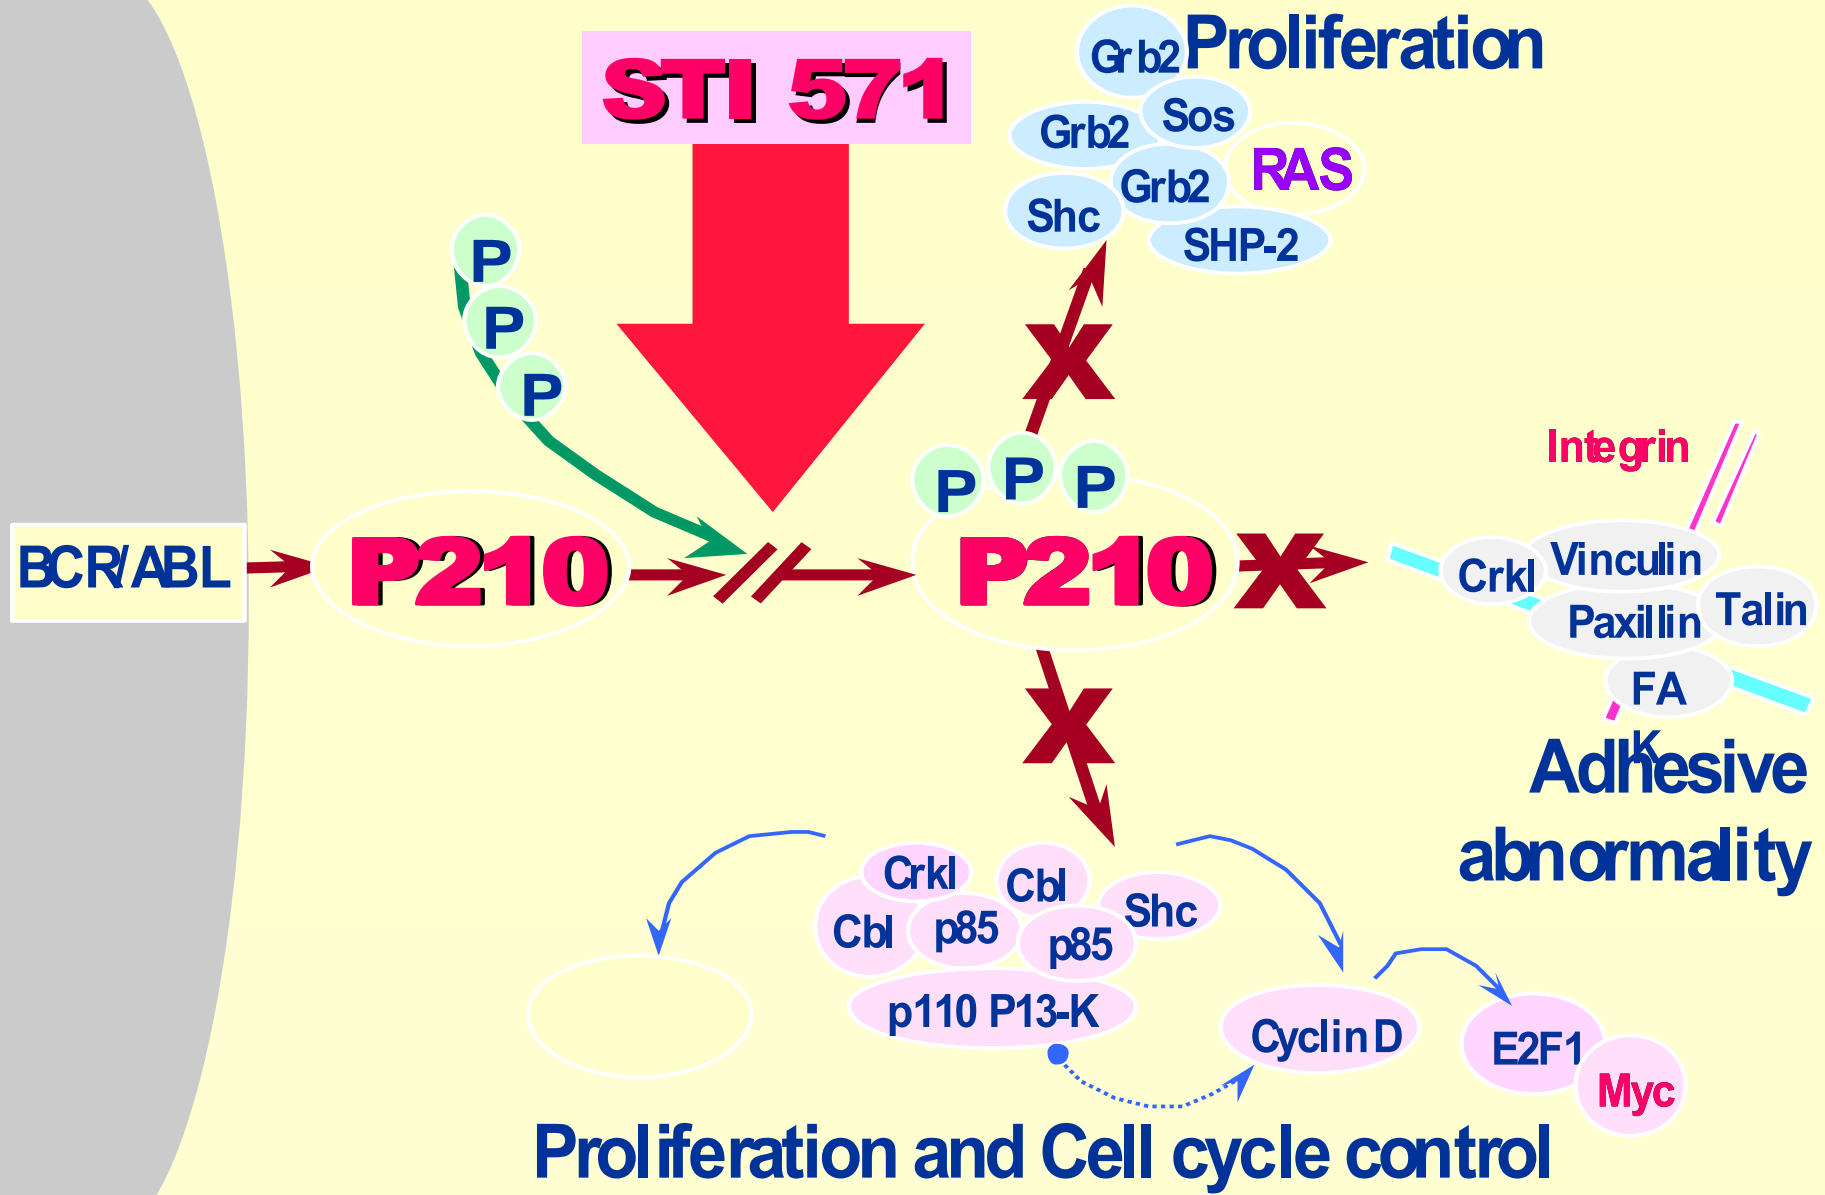 STI 571
Grb2
Proliferation
Grb2
Sos
RAS
Shc
Grb2
SHP-2
P
P
P
P
P
P
BCR/ABL
P210
P210
X
X
X
Integrin
Crkl
Vinculin
Paxillin
Talin
FA
K
Adhesive
abnormality
Crkl
Cbl
Cbl
p85
p85
Shc
p110 P13-K
Cyclin D
E2F1
Myc
Proliferation and Cell cycle control